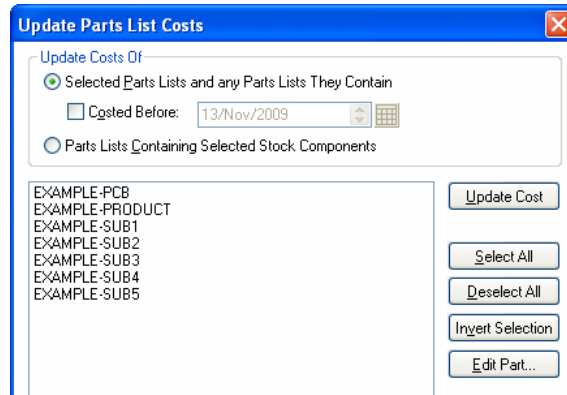 Update Parts List Costs
Update Costs Of
Selected Parts Lists and any Parts Lists They Contain
Costed Before:
13/Nov/2009
Parts Lists Containing Selected Stock Components
EXAMPLE-PCB
EXAMPLE-PRODUCT
EXAMPLE-SUB1
EXAMPLE-SUB2
EXAMPLE-SUB3
EXAMPLE-SUB4
EXAMPLE-SUB5
Update Cost
Select All
Deselect All
Invert Selection
Edit Part...